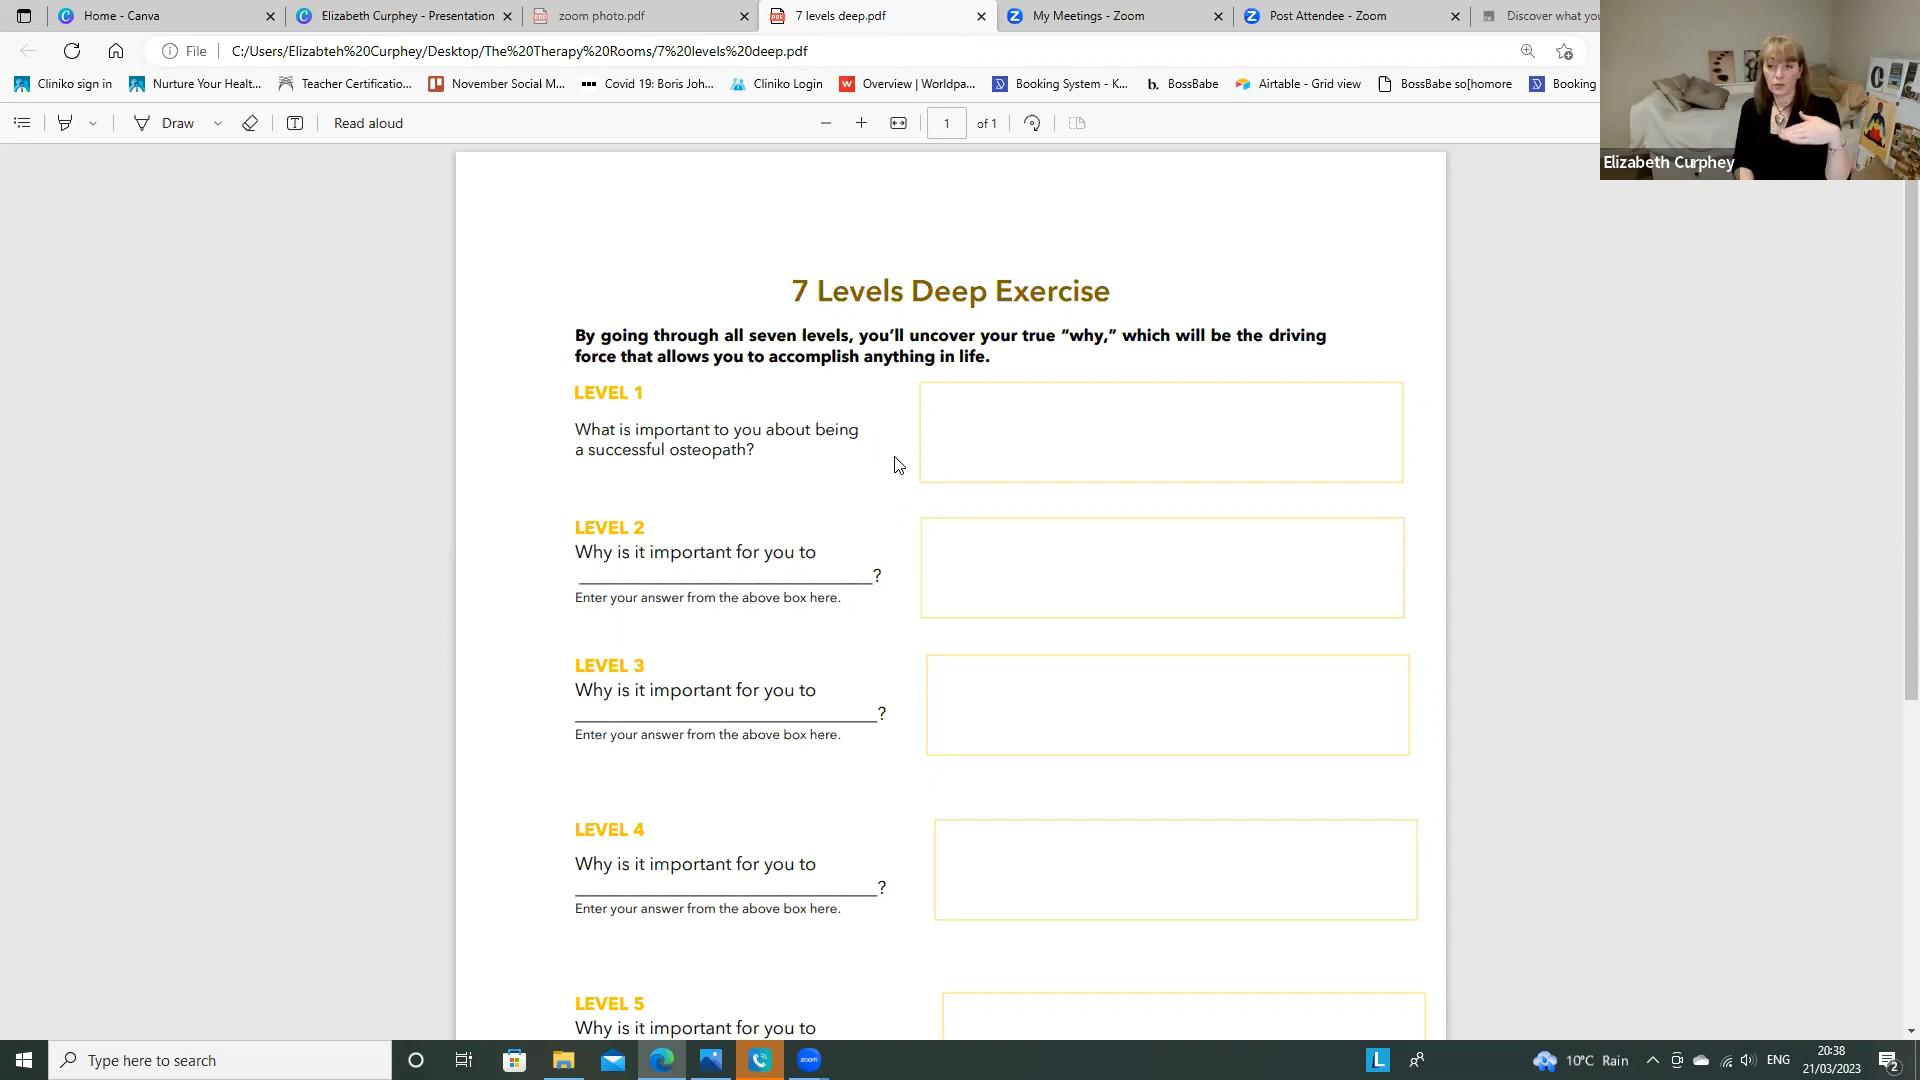 Home - Canva
Elizabeth Curphey - Presentation
zoom photo.pdf
7 levels deep.pdf
My Meetings - Zoom
Post Attendee - Zoom
Discover what you
File
C:/Users/Elizabteh%20Curphey/Desktop/The%20Therapy%20Rooms/7%20levels%20deep.pdf
Cliniko sign in
Nurture Your Healt...
Teacher Certificatio...
November Social M...
Covid 19: Boris Joh...
Cliniko Login
Overview | Worldpa...
Booking System - K...
b. BossBabe
Airtable - Grid view
BossBabe so[homore
Booking
Draw
Read aloud
1 of 1
Elizabeth Curphey
7 Levels Deep Exercise
By going through all seven levels, you’ll uncover your true “why,” which will be the driving
force that allows you to accomplish anything in life.
LEVEL 1
What is important to you about being
a successful osteopath?
LEVEL 2
Why is it important for you to
________________________________?
Enter your answer from the above box here.
LEVEL 3
Why is it important for you to
_________________________________?
Enter your answer from the above box here.
LEVEL 4
Why is it important for you to
_________________________________?
Enter your answer from the above box here.
LEVEL 5
Why is it important for you to
Type here to search
zoom
L
10°C Rain
ENG
20:38
21/03/2023
2